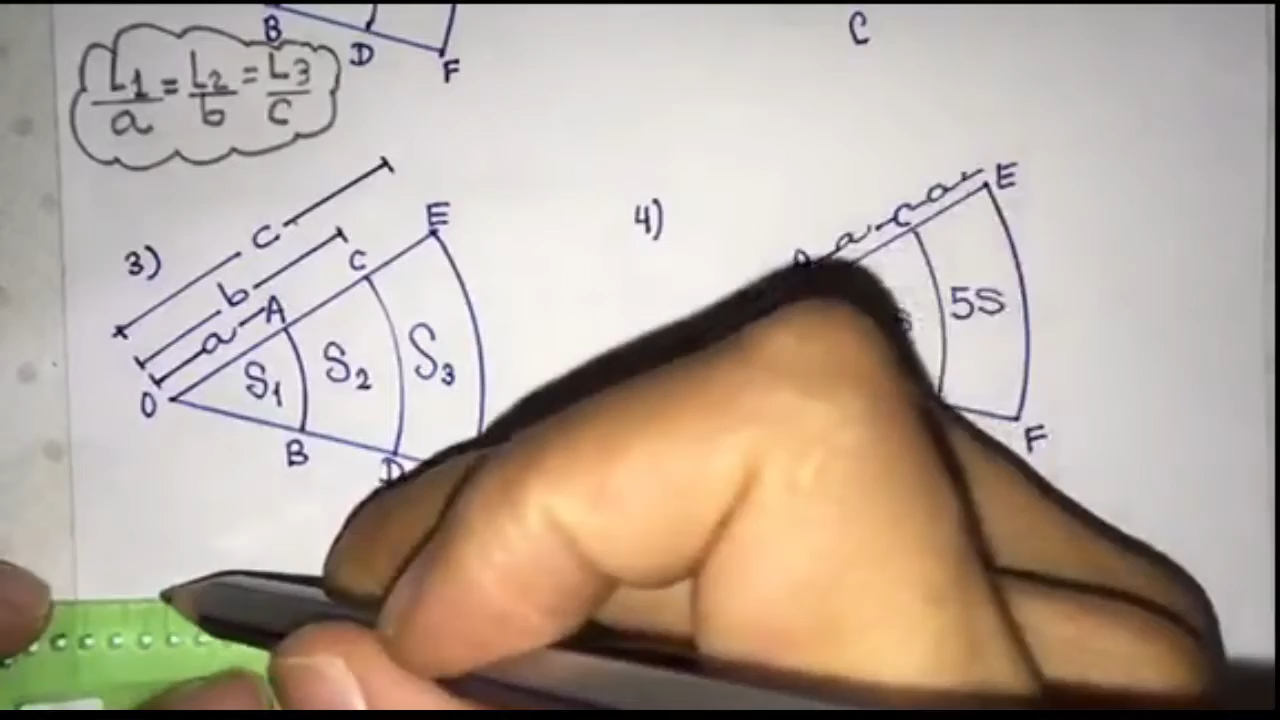 B D F
C
L1/a = L2/b = L3/c
3)
c
b
a
O A C E
S1 S2 S3
B D
4)
a a
C E
5S
F